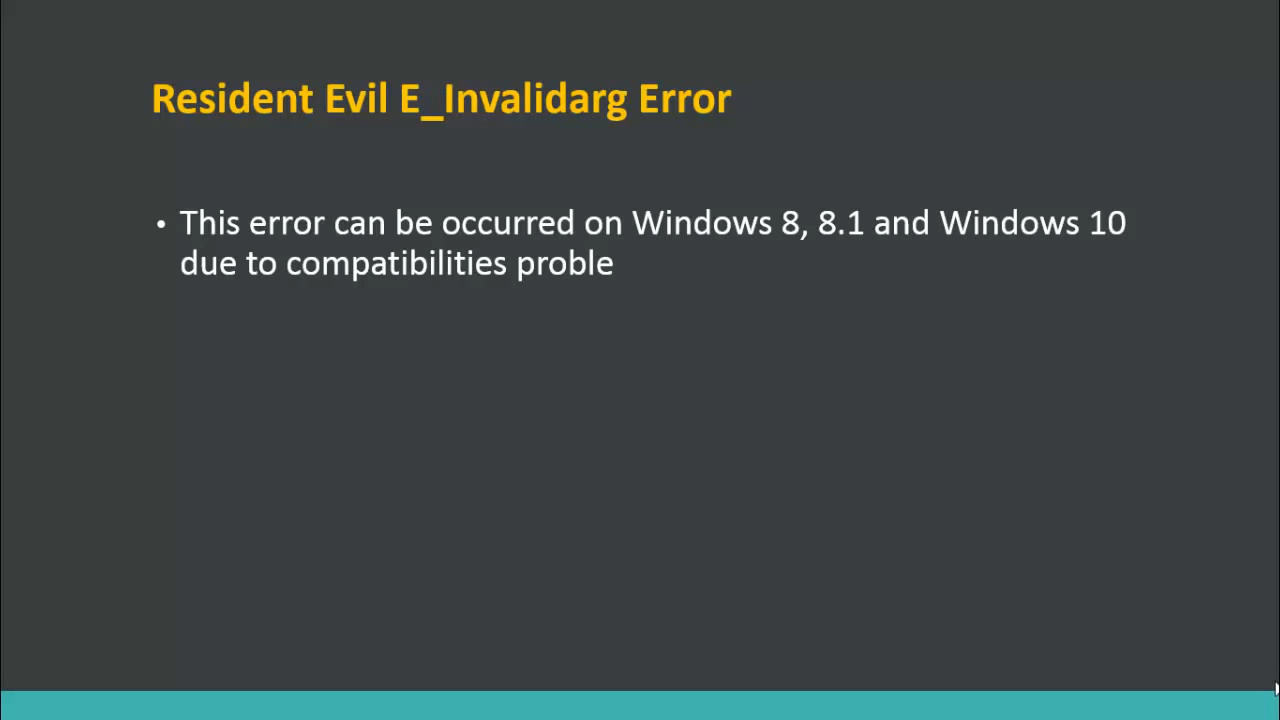 Resident Evil E_Invalidarg Error
• This error can be occurred on Windows 8, 8.1 and Windows 10
due to compatibilities proble